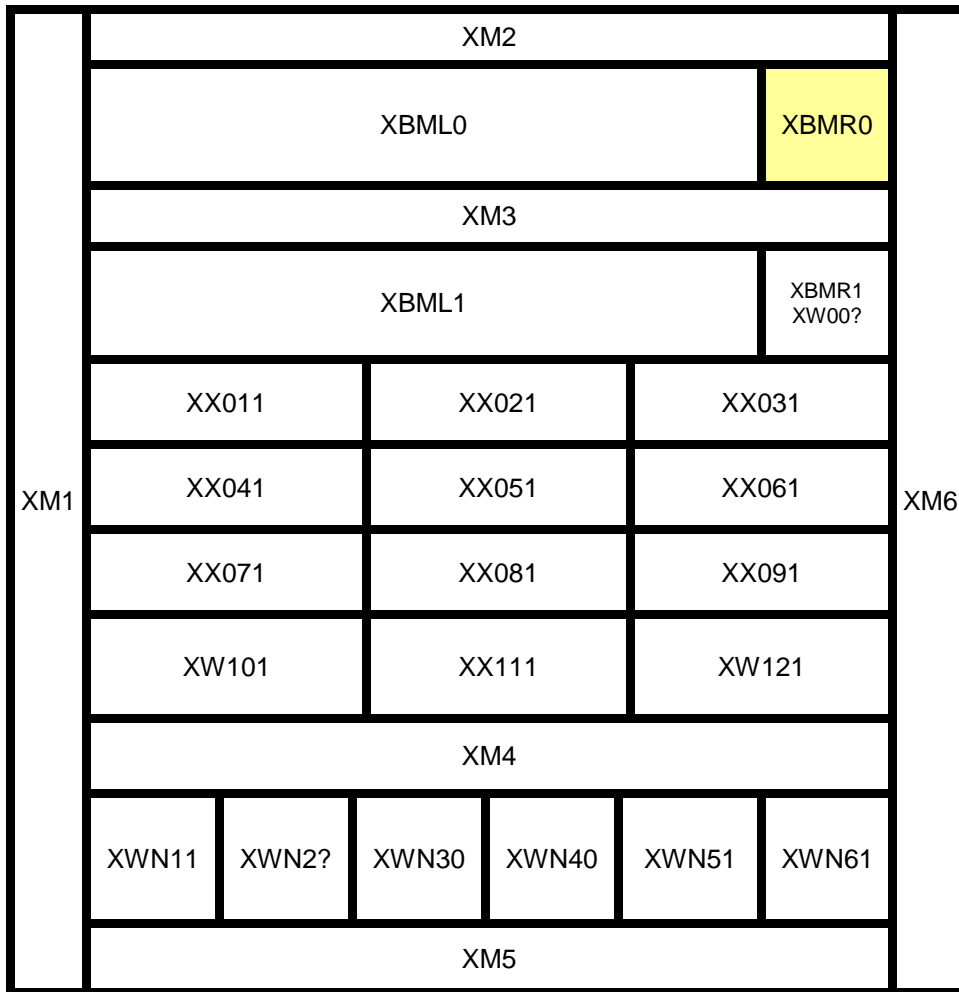 XM2
XBML0
XBMR0
XM3
XBML1
XBMR1
XW00?
XX011
XX021
XX031
XX041
XX051
XX061
XM1
XM6
XX071
XX081
XX091
XW101
XX111
XW121
XM4
XWN11
XWN2?
XWN30
XWN40
XWN51
XWN61
XM5